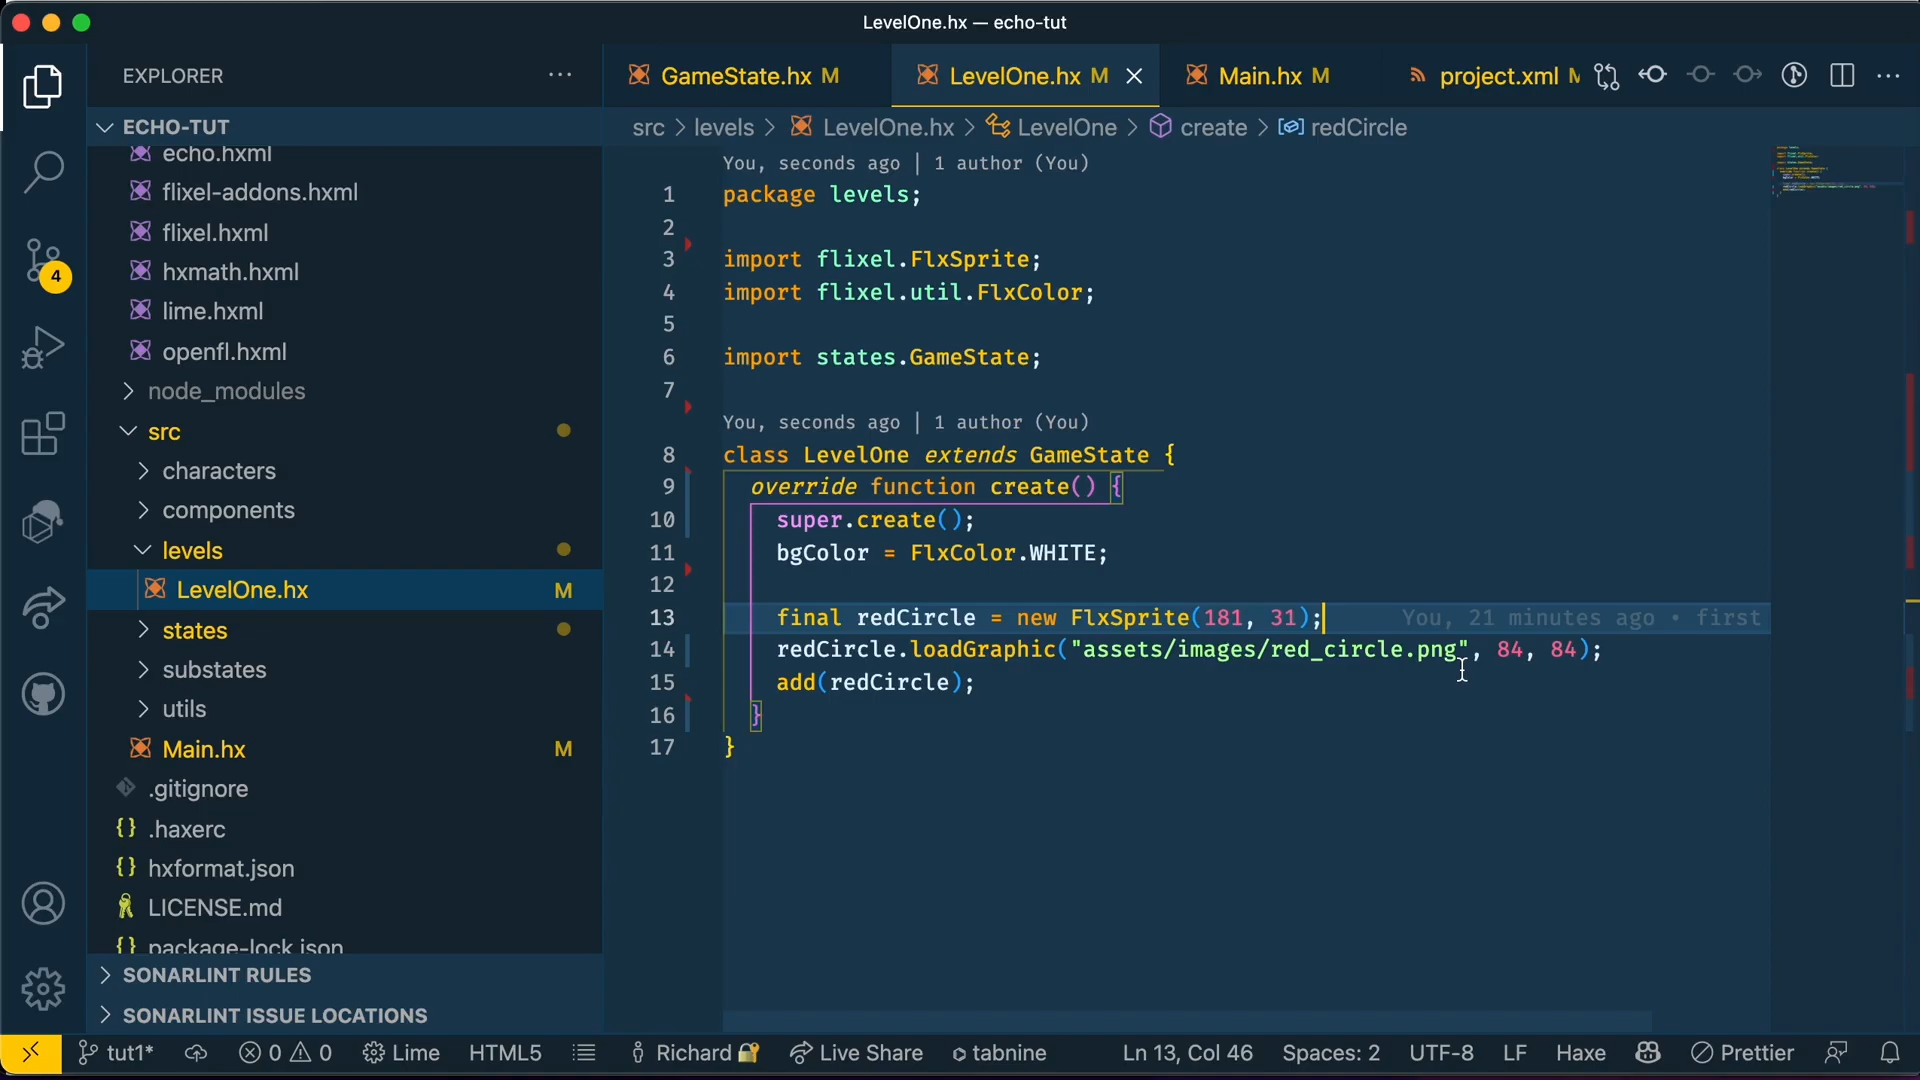 LevelOne.hx — echo-tut
EXPLORER
GameState.hx M
LevelOne.hx M
Main.hx M
project.xml
ECHO-TUT
src > levels > LevelOne.hx > LevelOne > create > redCircle
echo.hxml
flixel-addons.hxml
flixel.hxml
hxmath.hxml
lime.hxml
openfl.hxml
node_modules
src
characters
components
levels
LevelOne.hx M
states
substates
utils
Main.hx M
.gitignore
{} .haxerc
{} hxformat.json
LICENSE.md
{} package-lock.json
SONARLINT RULES
SONARLINT ISSUE LOCATIONS
4
You, seconds ago | 1 author (You)
1 package levels;
2
3 import flixel.FlxSprite;
4 import flixel.util.FlxColor;
5
6 import states.GameState;
7
You, seconds ago | 1 author (You)
8 class LevelOne extends GameState {
9 override function create() {
10 super.create();
11 bgColor = FlxColor.WHITE;
12
13 final redCircle = new FlxSprite(181, 31); You, 21 minutes ago • first
14 redCircle.loadGraphic("assets/images/red_circle.png", 84, 84);
15 add(redCircle);
16 }
17 }
tut1* 0 0 Lime HTML5 Richard Live Share tabnine Ln 13, Col 46 Spaces: 2 UTF-8 LF Haxe Prettier